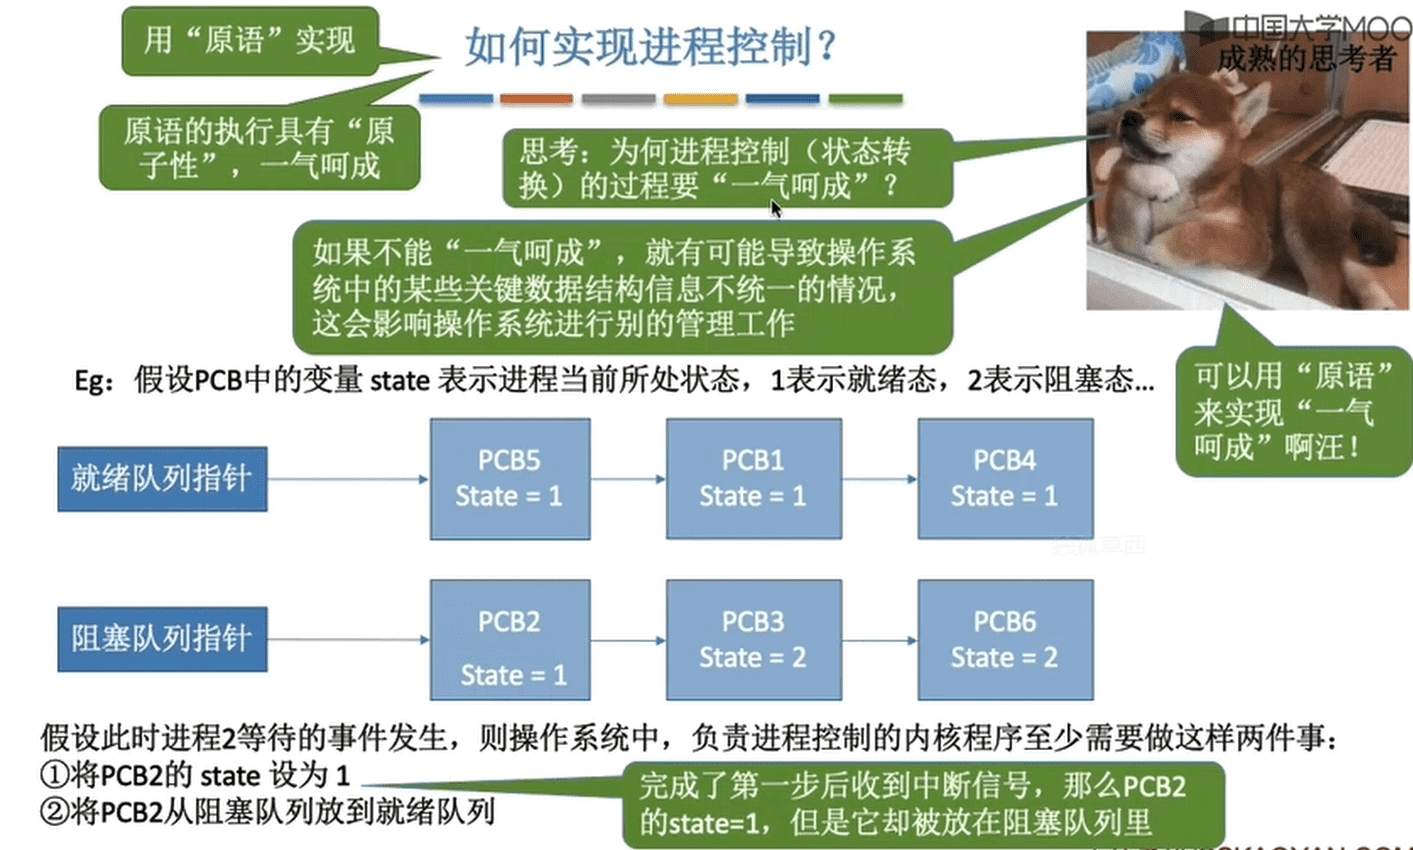 用“原语”实现
如何实现进程控制？
中国大学MOO
成熟的思考者
原语的执行具有“原
子性”，一气呵成
思考：为何进程控制（状态转
换）的过程要“一气呵成”？
如果不能“一气呵成”，就有可能导致操作系
统中的某些关键数据结构信息不统一的情况，
这会影响操作系统进行别的管理工作
可以用“原语”
来实现“一气
呵成”啊汪！
Eg：假设PCB中的变量 state 表示进程当前所处状态，1表示就绪态，2表示阻塞态...
就绪队列指针
PCB5
State = 1
PCB1
State = 1
PCB4
State = 1
阻塞队列指针
PCB2
State = 1
PCB3
State = 2
PCB6
State = 2
假设此时进程2等待的事件发生，则操作系统中，负责进程控制的内核程序至少需要做这样两件事：
①将PCB2的 state 设为 1
②将PCB2从阻塞队列放到就绪队列
完成了第一步后收到中断信号，那么PCB2
的state=1，但是它却被放在阻塞队列里